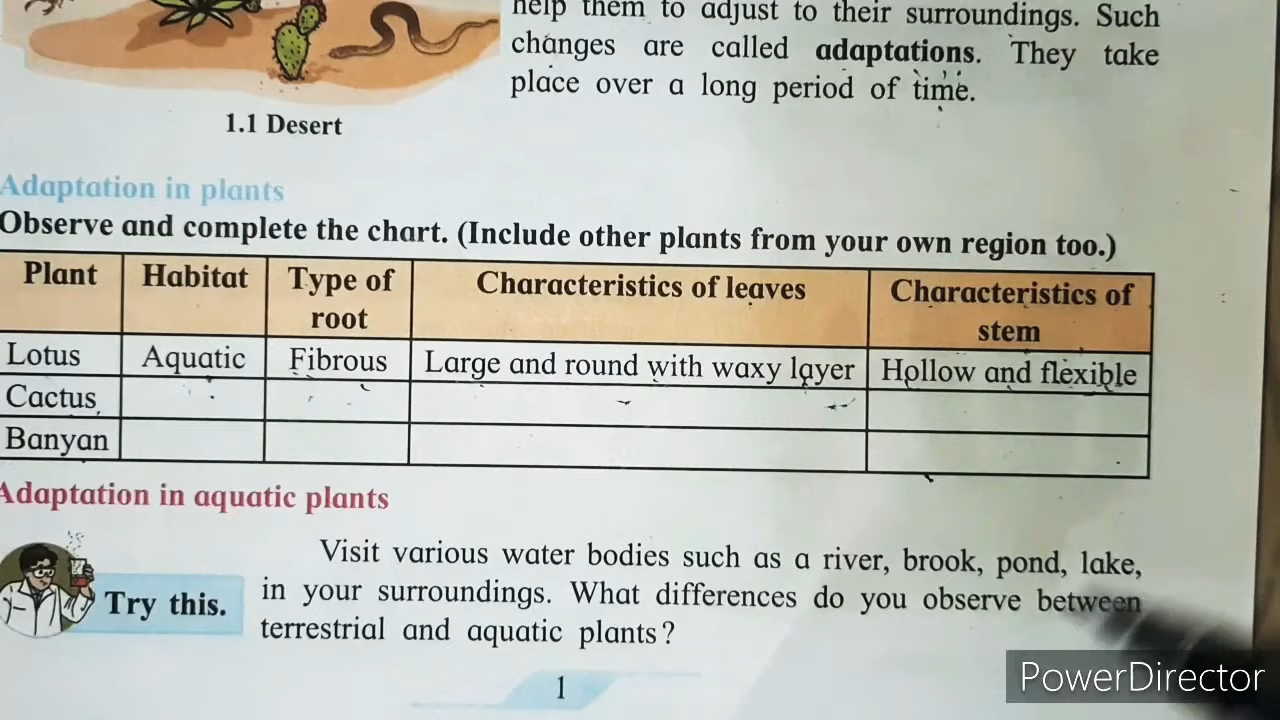 help them to adjust to their surroundings. Such
changes are called adaptations. They take
place over a long period of time.
1.1 Desert
Adaptation in plants
Observe and complete the chart. (Include other plants from your own region too.)
Plant Habitat Type of root Characteristics of leaves Characteristics of stem
Lotus Aquatic Fibrous Large and round with waxy layer Hollow and flexible
Cactus
Banyan
Adaptation in aquatic plants
Try this.
Visit various water bodies such as a river, brook, pond, lake,
in your surroundings. What differences do you observe between
terrestrial and aquatic plants?
1
PowerDirector